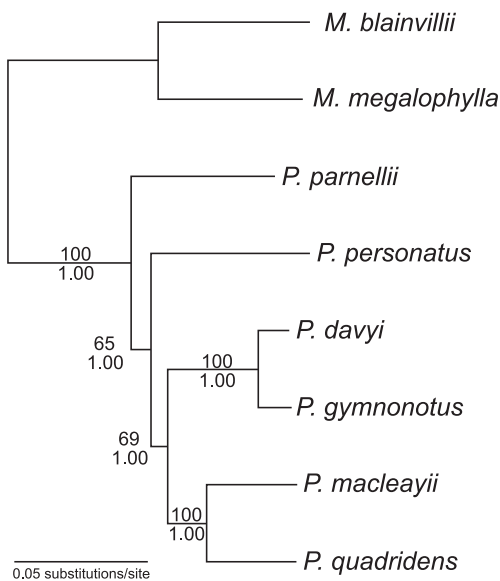 M. blainvillii
M. megalophylla
P. parnellii
100
1.00
P. personatus
P. davyi
65
1.00
100
1.00
P. gymnonotus
69
1.00
P. macleayii
100
1.00
P. quadridens
0.05 substitutions/site